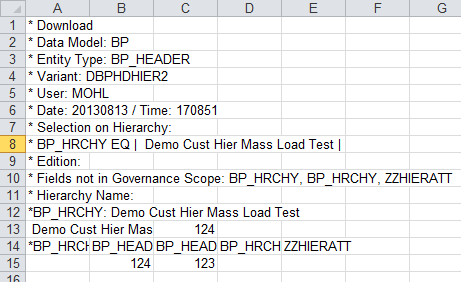 A B C D E F G
1 * Download
2 * Data Model: BP
3 * Entity Type: BP_HEADER
4 * Variant: DBPHDHIER2
5 * User: MOHL
6 * Date: 20130813 / Time: 170851
7 * Selection on Hierarchy:
8 * BP_HRCHY EQ | Demo Cust Hier Mass Load Test |
9 * Edition:
10 * Fields not in Governance Scope: BP_HRCHY, BP_HRCHY, ZZHIERATT
11 * Hierarchy Name:
12 *BP_HRCHY: Demo Cust Hier Mass Load Test
13 Demo Cust Hier Mas 124
14 *BP_HRCH BP_HEAD BP_HEAD BP_HRCH ZZHIERATT
15 124 123
16